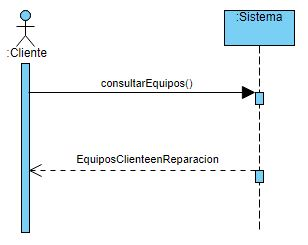 :Cliente
:Sistema
consultarEquipos()
EquiposClienteenReparacion